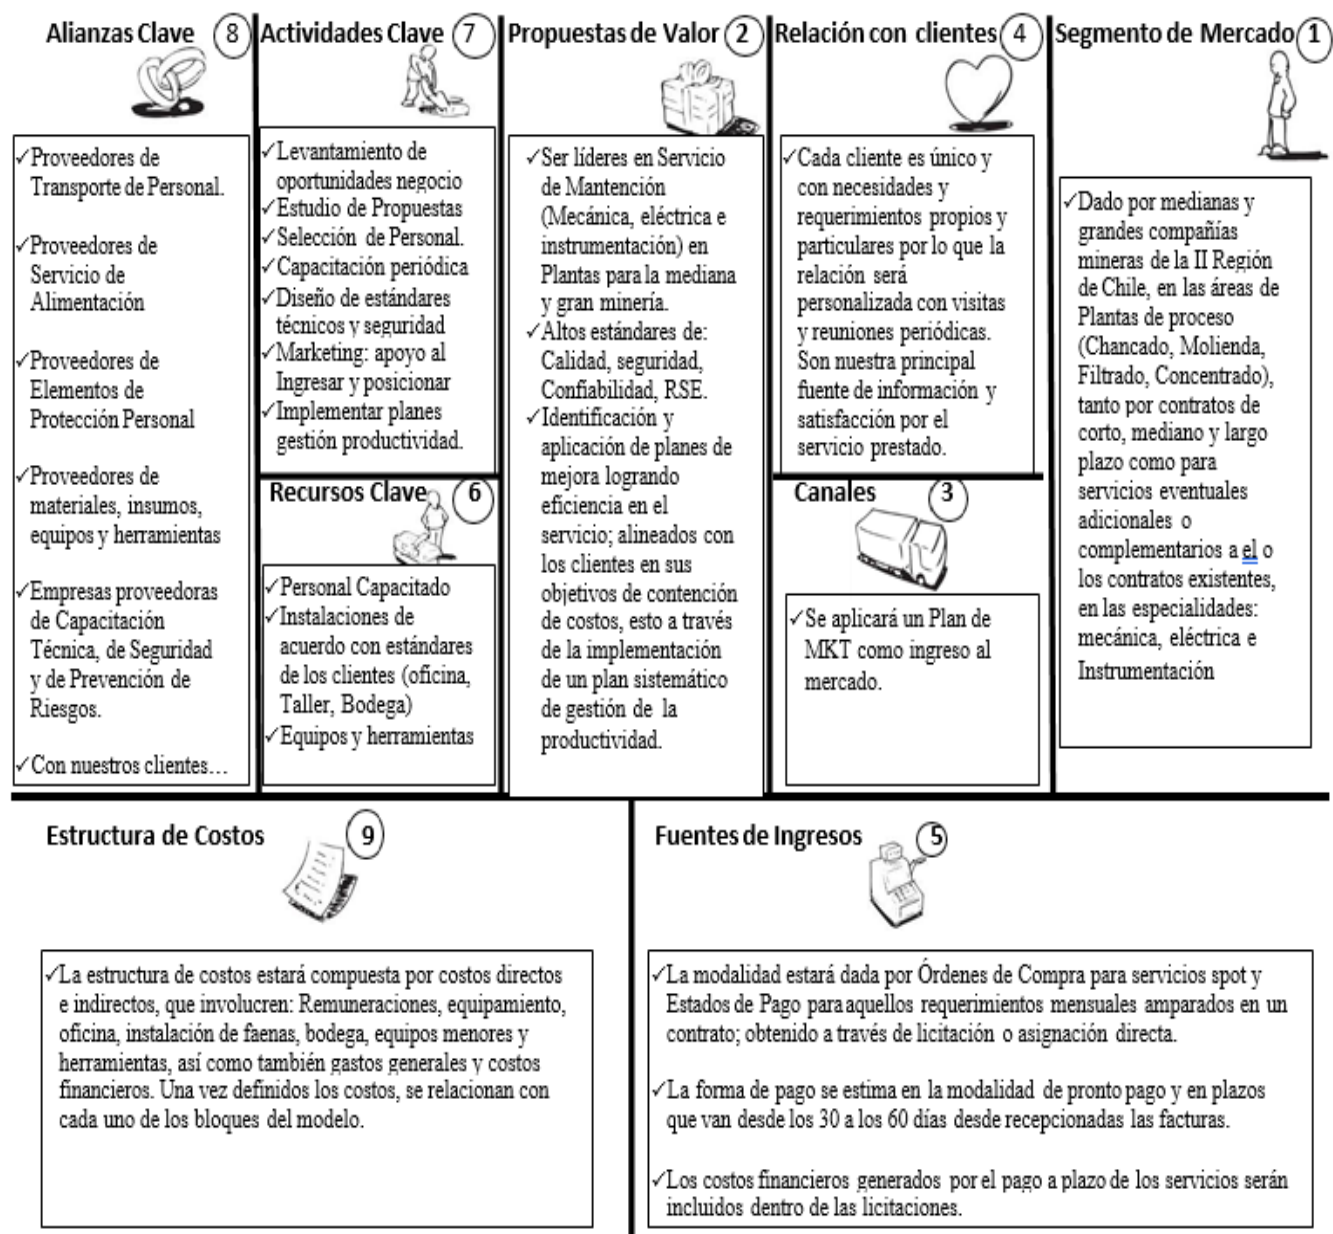 Alianzas Clave 8
✓Proveedores de
Transporte de Personal.
✓Proveedores de
Servicio de
Alimentación
✓Proveedores de
Elementos de
Protección Personal
✓Proveedores de
materiales, insumos,
equipos y herramientas
✓Empresas proveedoras
de Capacitación
Técnica, de Seguridad
y de Prevención de
Riesgos.
✓Con nuestros clientes…
Actividades Clave 7
✓Levantamiento de
oportunidades negocio
✓Estudio de Propuestas
✓Selección de Personal.
✓Capacitación periódica
✓Diseño de estándares
técnicos y seguridad
✓Marketing: apoyo al
Ingresar y posicionar
✓Implementar planes
gestión productividad.
Recursos Clave 6
✓Personal Capacitado
✓Instalaciones de
acuerdo con estándares
de los clientes (oficina,
Taller, Bodega)
✓Equipos y herramientas
Propuestas de Valor 2
✓Ser líderes en Servicio
de Mantención
(Mecánica, eléctrica e
instrumentación) en
Plantas para la mediana
y gran minería.
✓Altos estándares de:
Calidad, seguridad,
Confiabilidad, RSE.
✓Identificación y
aplicación de planes de
mejora logrando
eficiencia en el
servicio; alineados con
los clientes en sus
objetivos de contención
de costos, esto a través
de la implementación
de un plan sistemático
de gestión de la
productividad.
Relación con clientes 4
✓Cada cliente es único y
con necesidades y
requerimientos propios y
particulares por lo que la
relación será
personalizada con visitas
y reuniones periódicas.
Son nuestra principal
fuente de información y
satisfacción por el
servicio prestado.
Canales 3
✓Se aplicará un Plan de
MKT como ingreso al
mercado.
Segmento de Mercado 1
✓Dado por medianas y
grandes compañías
mineras de la II Región
de Chile, en las áreas de
Plantas de proceso
(Chancado, Molienda,
Filtrado, Concentrado),
tanto por contratos de
corto, mediano y largo
plazo como para
servicios eventuales
adicionales o
complementarios a el o
los contratos existentes,
en las especialidades:
mecánica, eléctrica e
Instrumentación
Estructura de Costos 9
✓La estructura de costos estará compuesta por costos directos
e indirectos, que involucren: Remuneraciones, equipamiento,
oficina, instalación de faenas, bodega, equipos menores y
herramientas, así como también gastos generales y costos
financieros. Una vez definidos los costos, se relacionan con
cada uno de los bloques del modelo.
Fuentes de Ingresos 5
✓La modalidad estará dada por Órdenes de Compra para servicios spot y
Estados de Pago para aquellos requerimientos mensuales amparados en un
contrato; obtenido a través de licitación o asignación directa.
✓La forma de pago se estima en la modalidad de pronto pago y en plazos
que van desde los 30 a los 60 días desde recepcionadas las facturas.
✓Los costos financieros generados por el pago a plazo de los servicios serán
incluidos dentro de las licitaciones.